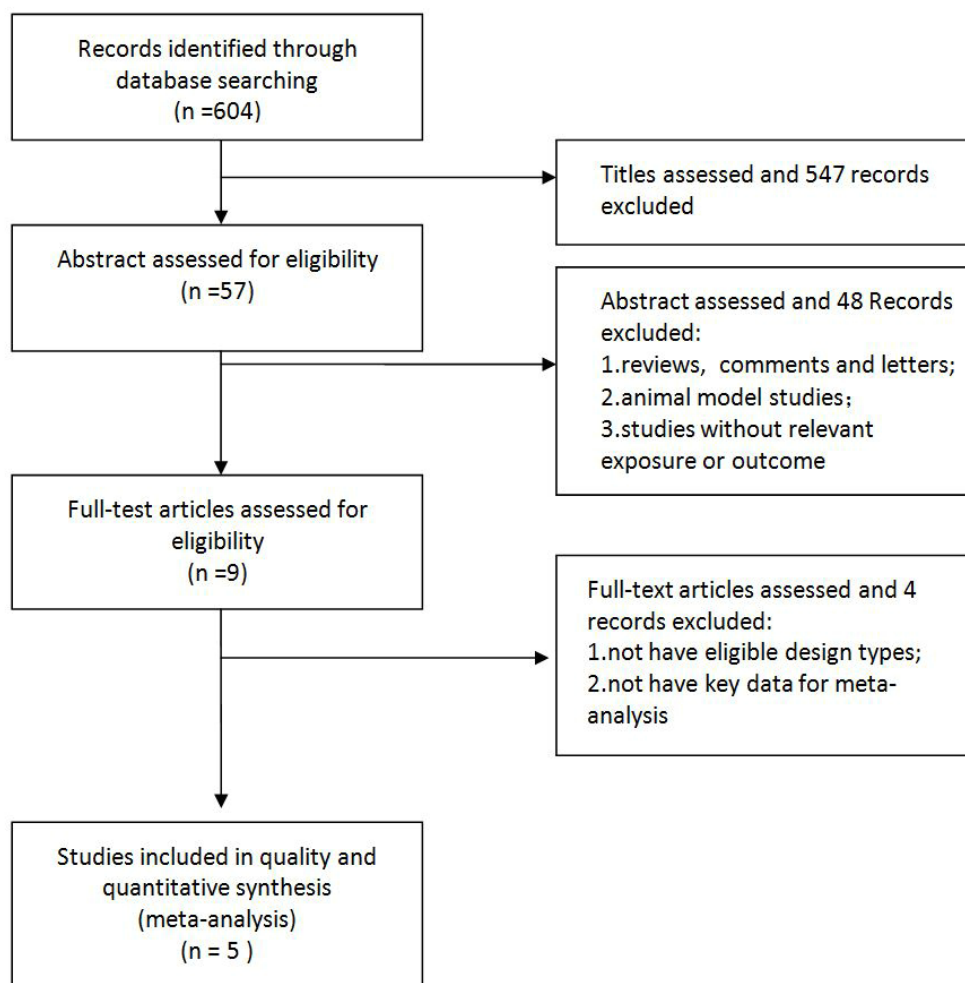 Records identified through
database searching
(n =604)
Titles assessed and 547 records
excluded
Abstract assessed for eligibility
(n =57)
Abstract assessed and 48 Records
excluded:
1.reviews, comments and letters;
2.animal model studies；
3.studies without relevant
exposure or outcome
Full-test articles assessed for
eligibility
(n =9)
Full-text articles assessed and 4
records excluded:
1.not have eligible design types;
2.not have key data for meta-
analysis
Studies included in quality and
quantitative synthesis
(meta-analysis)
(n = 5 )